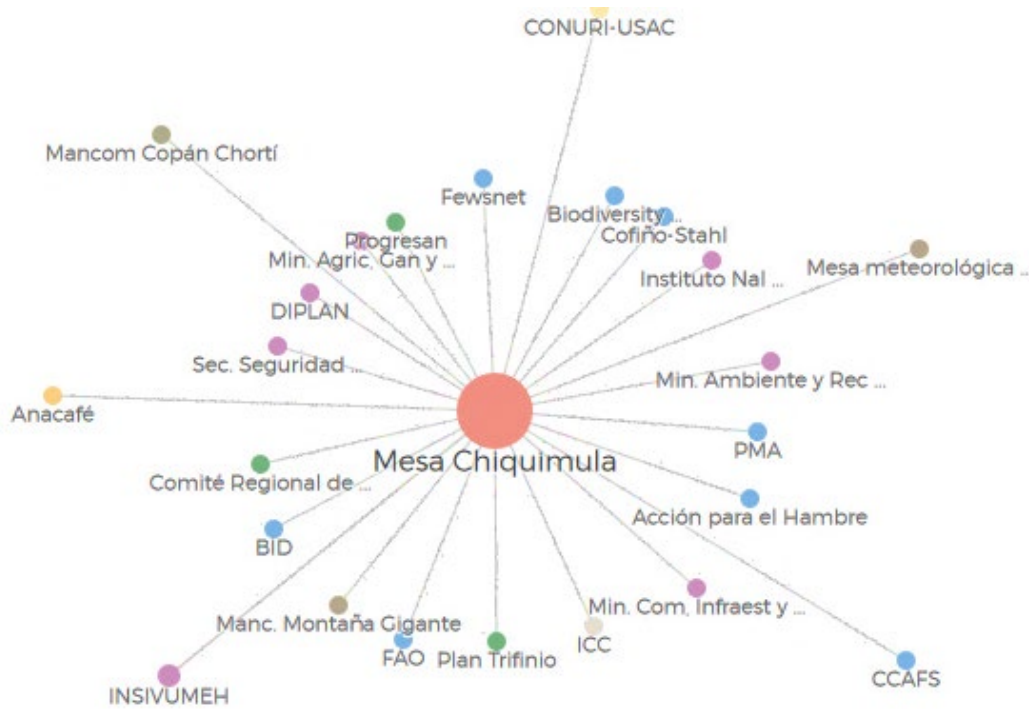 CONURI-USAC
Mancom Copán Chortí
Fewsnet
Biodiversity ...
Cofiño-Stahl
Progresan
Min. Agric, Gan y ...
Instituto Nal ...
Mesa meteorológica ...
DIPLAN
Sec. Seguridad ...
Min. Ambiente y Rec ...
Anacafé
PMA
Mesa Chiquimula
Comité Regional de ...
Acción para el Hambre
BID
Min. Com, Infraest y ...
Manc. Montaña Gigante
ICC
FAO
Plan Trifinio
CCAFS
INSIVUMEH